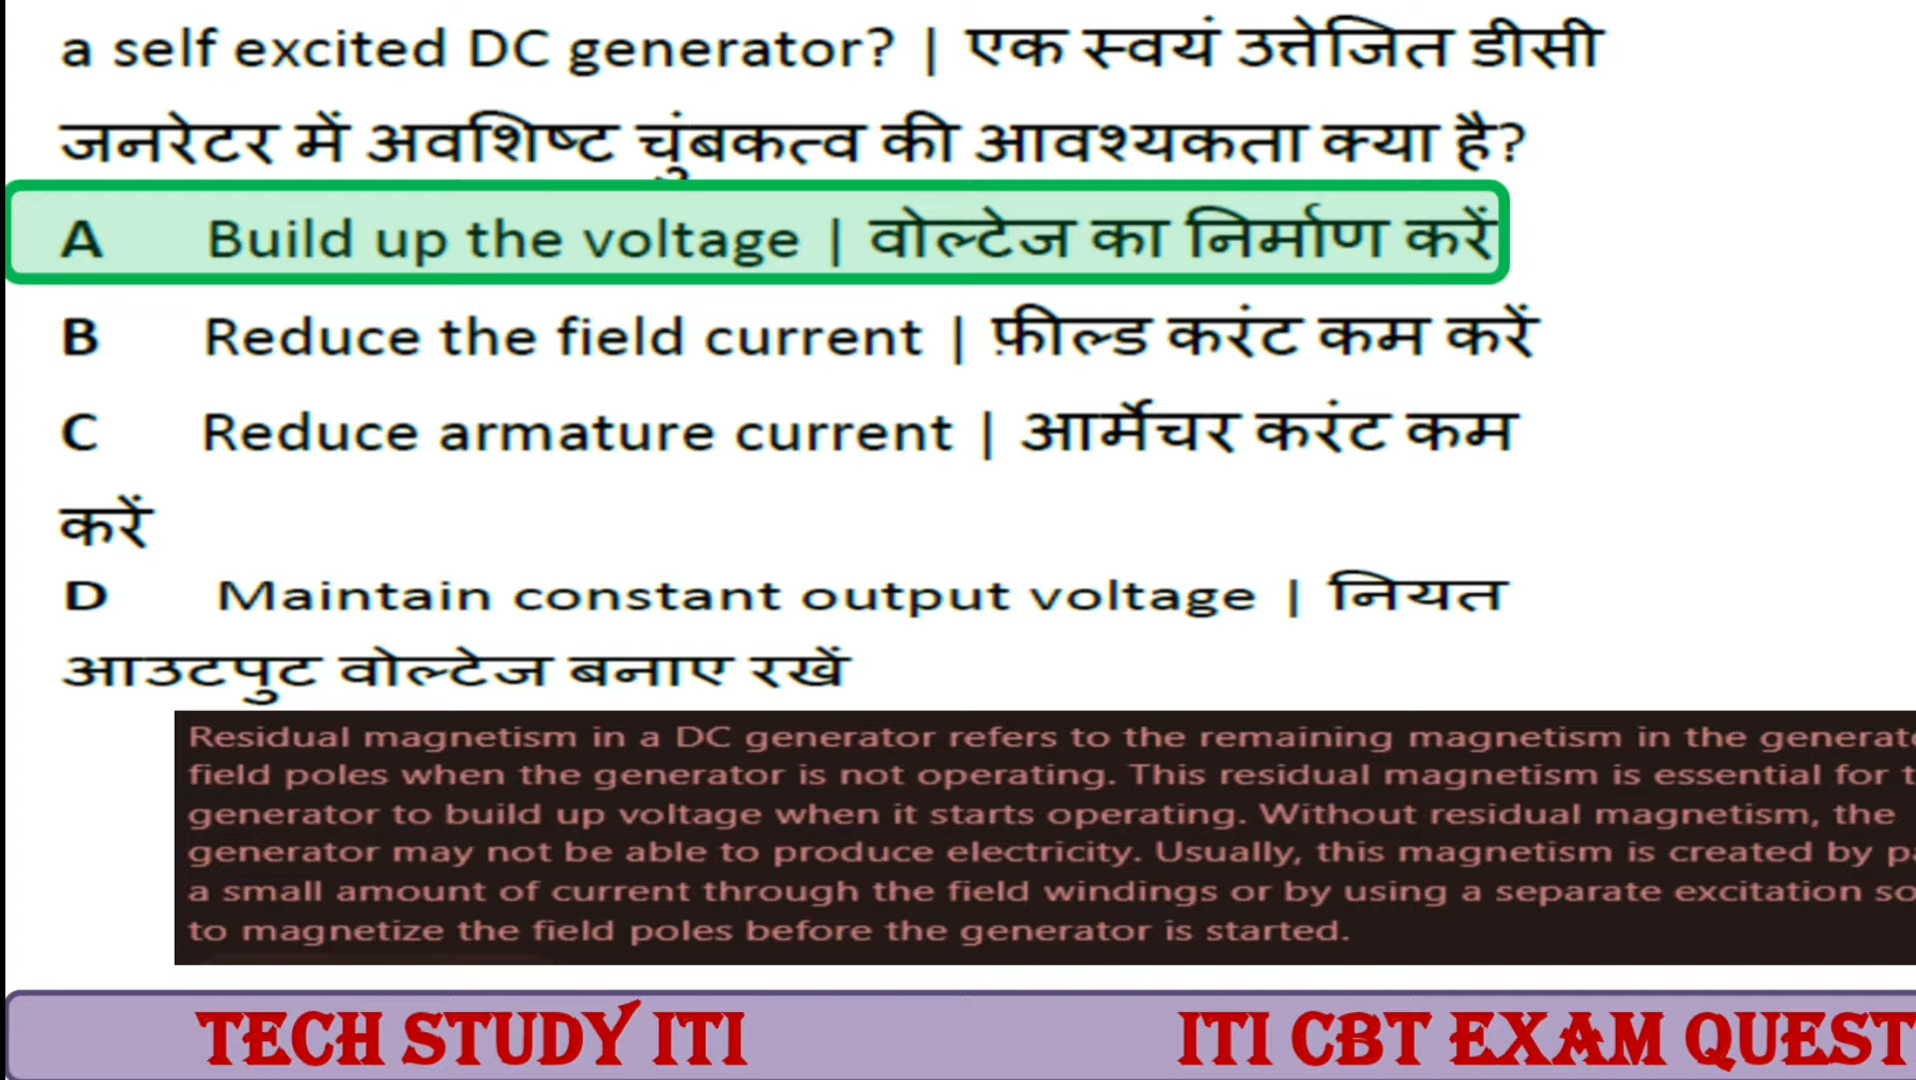 a self excited DC generator? | एक स्वयं उत्तेजित डीसी
जनरेटर में अवशिष्ट चुंबकत्व की आवश्यकता क्या है?
A Build up the voltage | वोल्टेज का निर्माण करें
B Reduce the field current | फ़ील्ड करंट कम करें
C Reduce armature current | आर्मेचर करंट कम
करें
D Maintain constant output voltage | नियत
आउटपुट वोल्टेज बनाए रखें
Residual magnetism in a DC generator refers to the remaining magnetism in the
field poles when the generator is not operating. This residual magnetism is essential for
generator to build up voltage when it starts operating. Without residual magnetism, the
generator may not be able to produce electricity. Usually, this magnetism is created by
a small amount of current through the field windings or by using a separate excitation
to magnetize the field poles before the generator is started.
TECH STUDY ITI ITI CBT EXAM QUEST